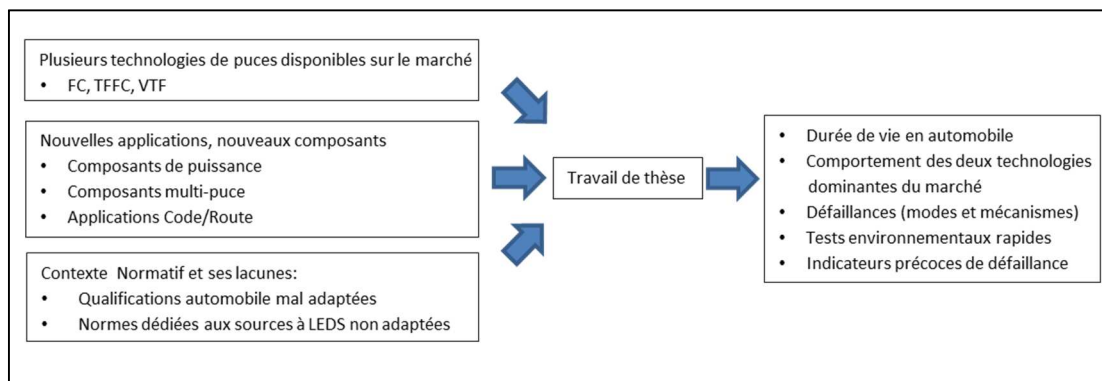 Plusieurs technologies de puces disponibles sur le marché
• FC, TFFC, VTF
Nouvelles applications, nouveaux composants
• Composants de puissance
• Composants multi-puce
• Applications Code/Route
Contexte Normatif et ses lacunes:
• Qualifications automobile mal adaptées
• Normes dédiées aux sources à LEDS non adaptées
Travail de thèse
• Durée de vie en automobile
• Comportement des deux technologies
dominantes du marché
• Défaillances (modes et mécanismes)
• Tests environnementaux rapides
• Indicateurs précoces de défaillance